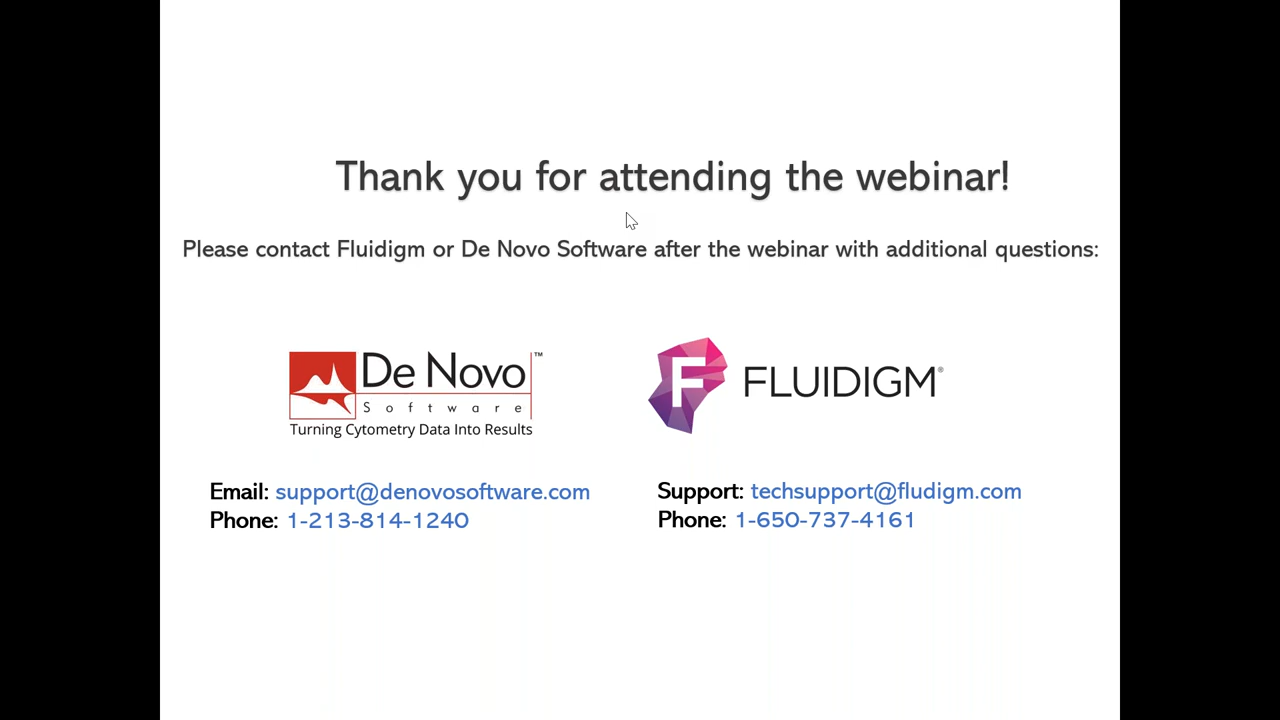 Thank you for attending the webinar!
Please contact Fluidigm or De Novo Software after the webinar with additional questions:
De Novo™
Software
Turning Cytometry Data Into Results
F FLUIDIGM®
Email: support@denovosoftware.com
Phone: 1-213-814-1240
Support: techsupport@fludigm.com
Phone: 1-650-737-4161